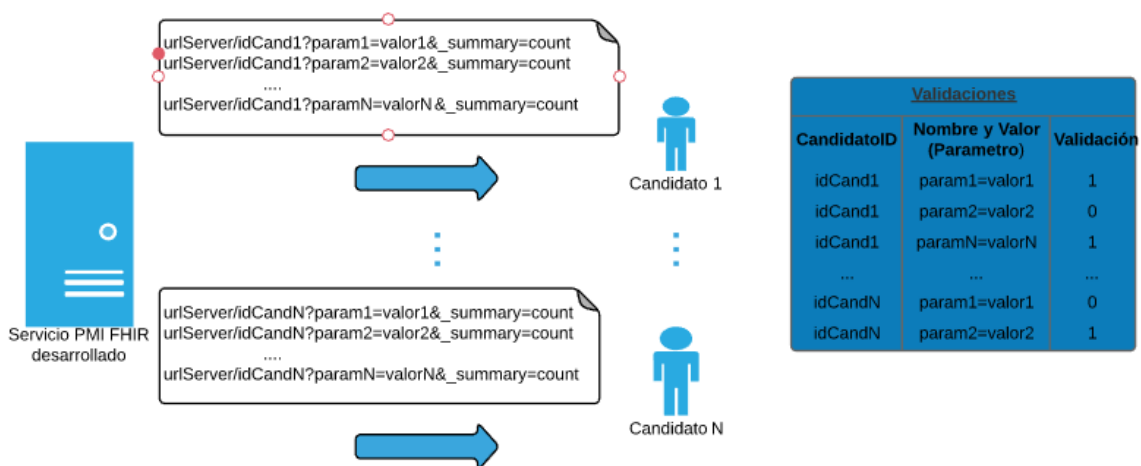 urlServer/idCand1?param1=valor1&_summary=count
urlServer/idCand1?param2=valor2&_summary=count
....
urlServer/idCand1?paramN=valorN&_summary=count
Candidato 1
Servicio PMI FHIR
desarrollado
urlServer/idCandN?param1=valor1&_summary=count
urlServer/idCandN?param2=valor2&_summary=count
....
urlServer/idCandN?paramN=valorN&_summary=count
Candidato N
Validaciones
CandidatoID Nombre y Valor (Parametro) Validación
idCand1 param1=valor1 1
idCand1 param2=valor2 0
idCand1 paramN=valorN 1
... ... ...
idCandN param1=valor1 0
idCandN param2=valor2 1